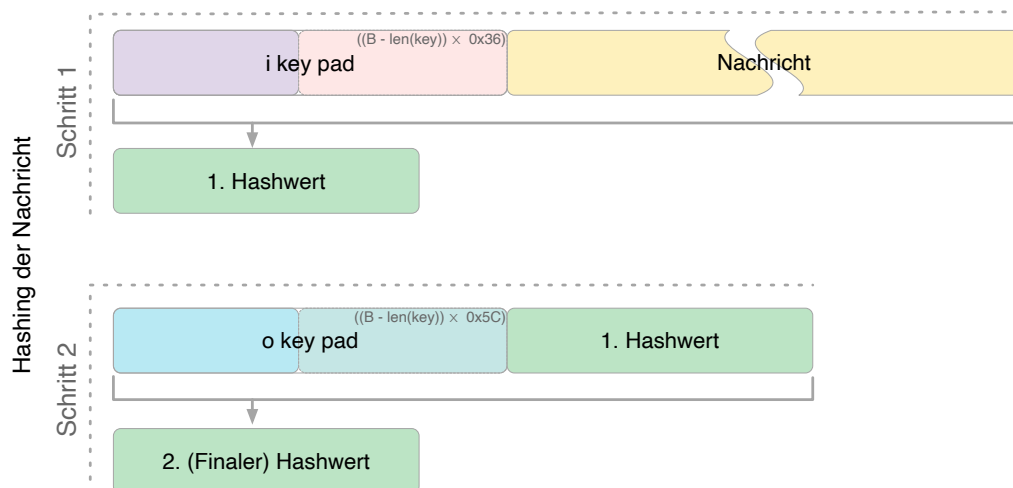 Hashing der Nachricht
Schritt 1
((B - len(key)) × 0x36)
i key pad
Nachricht
1. Hashwert
Schritt 2
((B - len(key)) × 0x5C)
o key pad
1. Hashwert
2. (Finaler) Hashwert